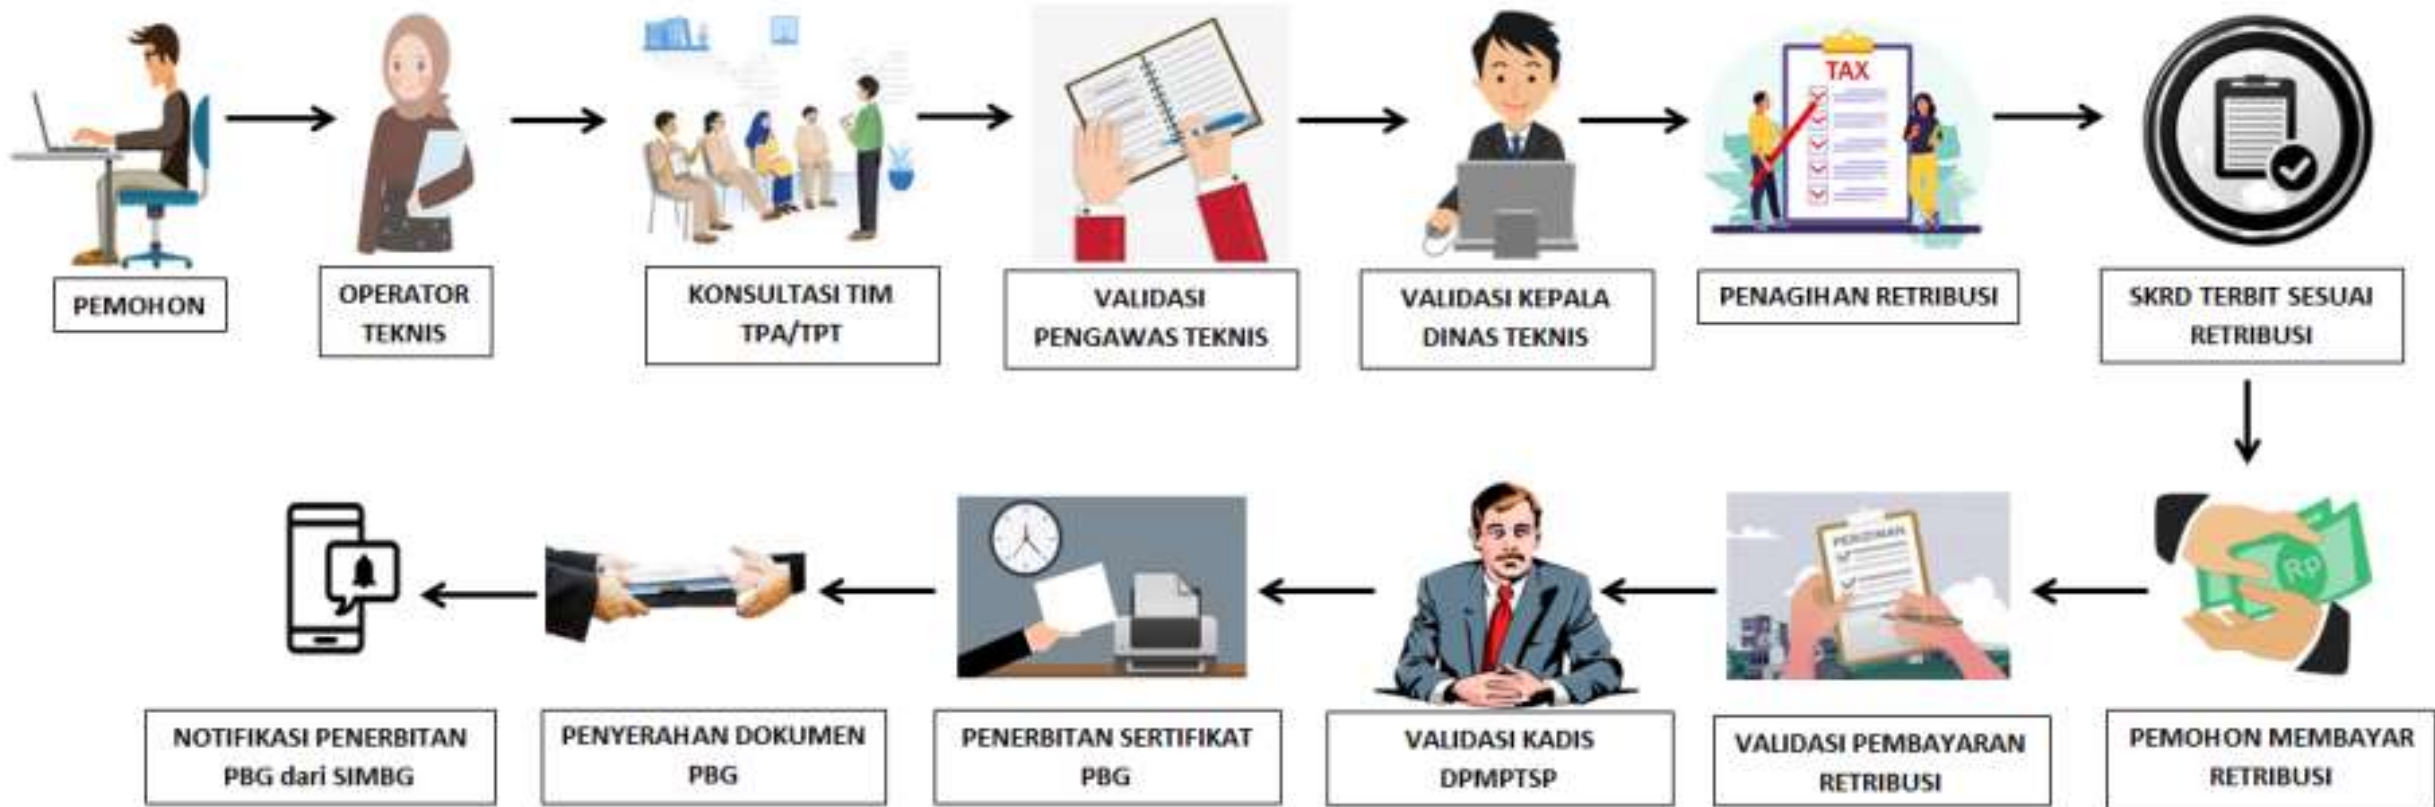 TAX
PEMOHON
OPERATOR
TEKNIS
KONSULTASI TIM
TPA/TPT
VALIDASI
PENGAWAS TEKNIS
VALIDASI KEPALA
DINAS TEKNIS
PENAGIHAN RETRIBUSI
SKRD TERBIT SESUAI
RETRIBUSI
Rp
PEMOHON MEMBAYAR
RETRIBUSI
PERIZINAN
VALIDASI PEMBAYARAN
RETRIBUSI
VALIDASI KADIS
DPMPTSP
PENERBITAN SERTIFIKAT
PBG
PENYERAHAN DOKUMEN
PBG
NOTIFIKASI PENERBITAN
PBG dari SIMBG